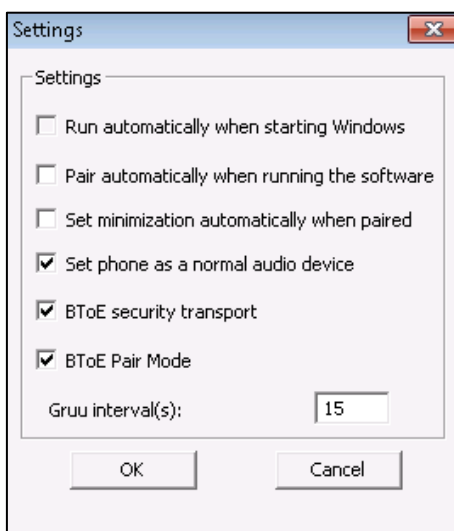 Settings
Settings
Run automatically when starting Windows
Pair automatically when running the software
Set minimization automatically when paired
Set phone as a normal audio device
BToE security transport
BToE Pair Mode
Gruu interval(s): 15
OK Cancel